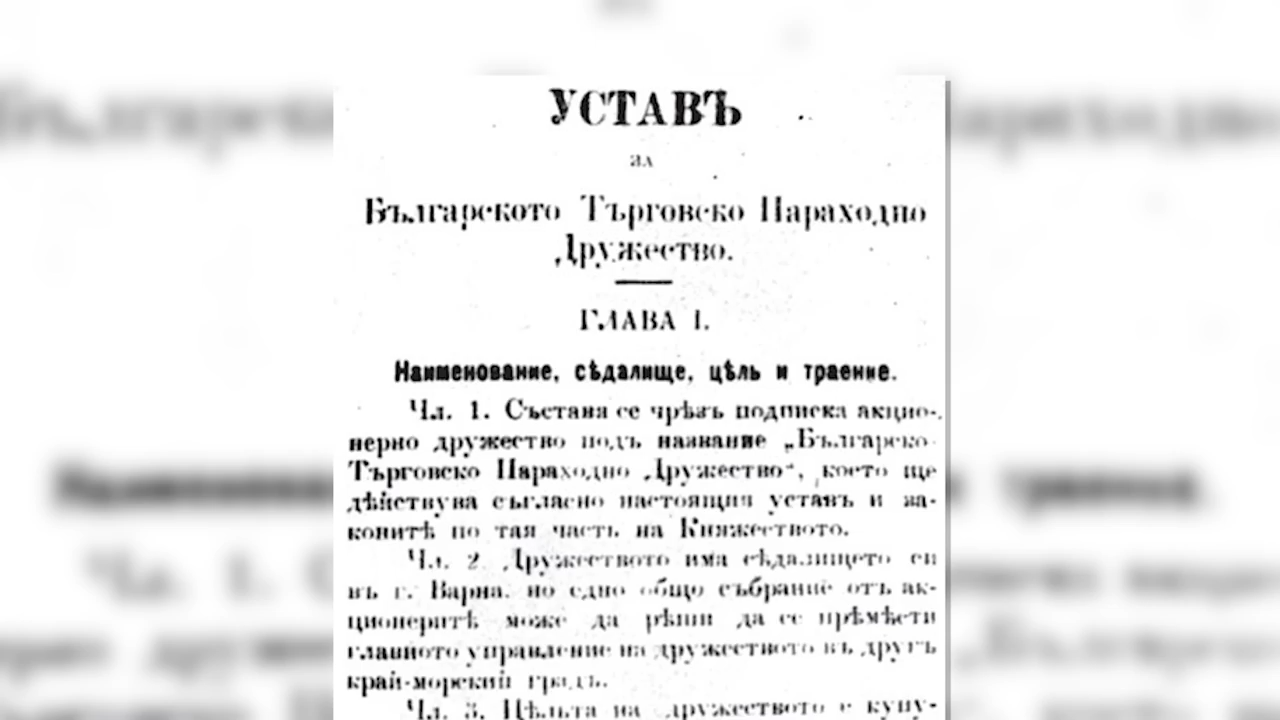 УСТАВЪ
за
Българското Търговско Параходно
Дружество.
ГЛАВА I.
Наименование, сѣдалище, цѣль и траение.
Чл. 1. Съставя се чрѣзъ подписка акцио-
нерно дружество подъ название „Българско
Търговско Параходно Дружество“, което ще
дѣйствува съгласно настоящия уставъ и за-
конитѣ по тая часть на Княжеството.
Чл. 2. Дружеството има сѣдалището си
въ г. Варна, но едно общо събрание отъ ак-
ционеритѣ може да рѣши да се прѣмѣсти
главното управление на дружеството въ другъ
край-морский градъ.
Чл. 3. Цѣльта на дружеството е купу-